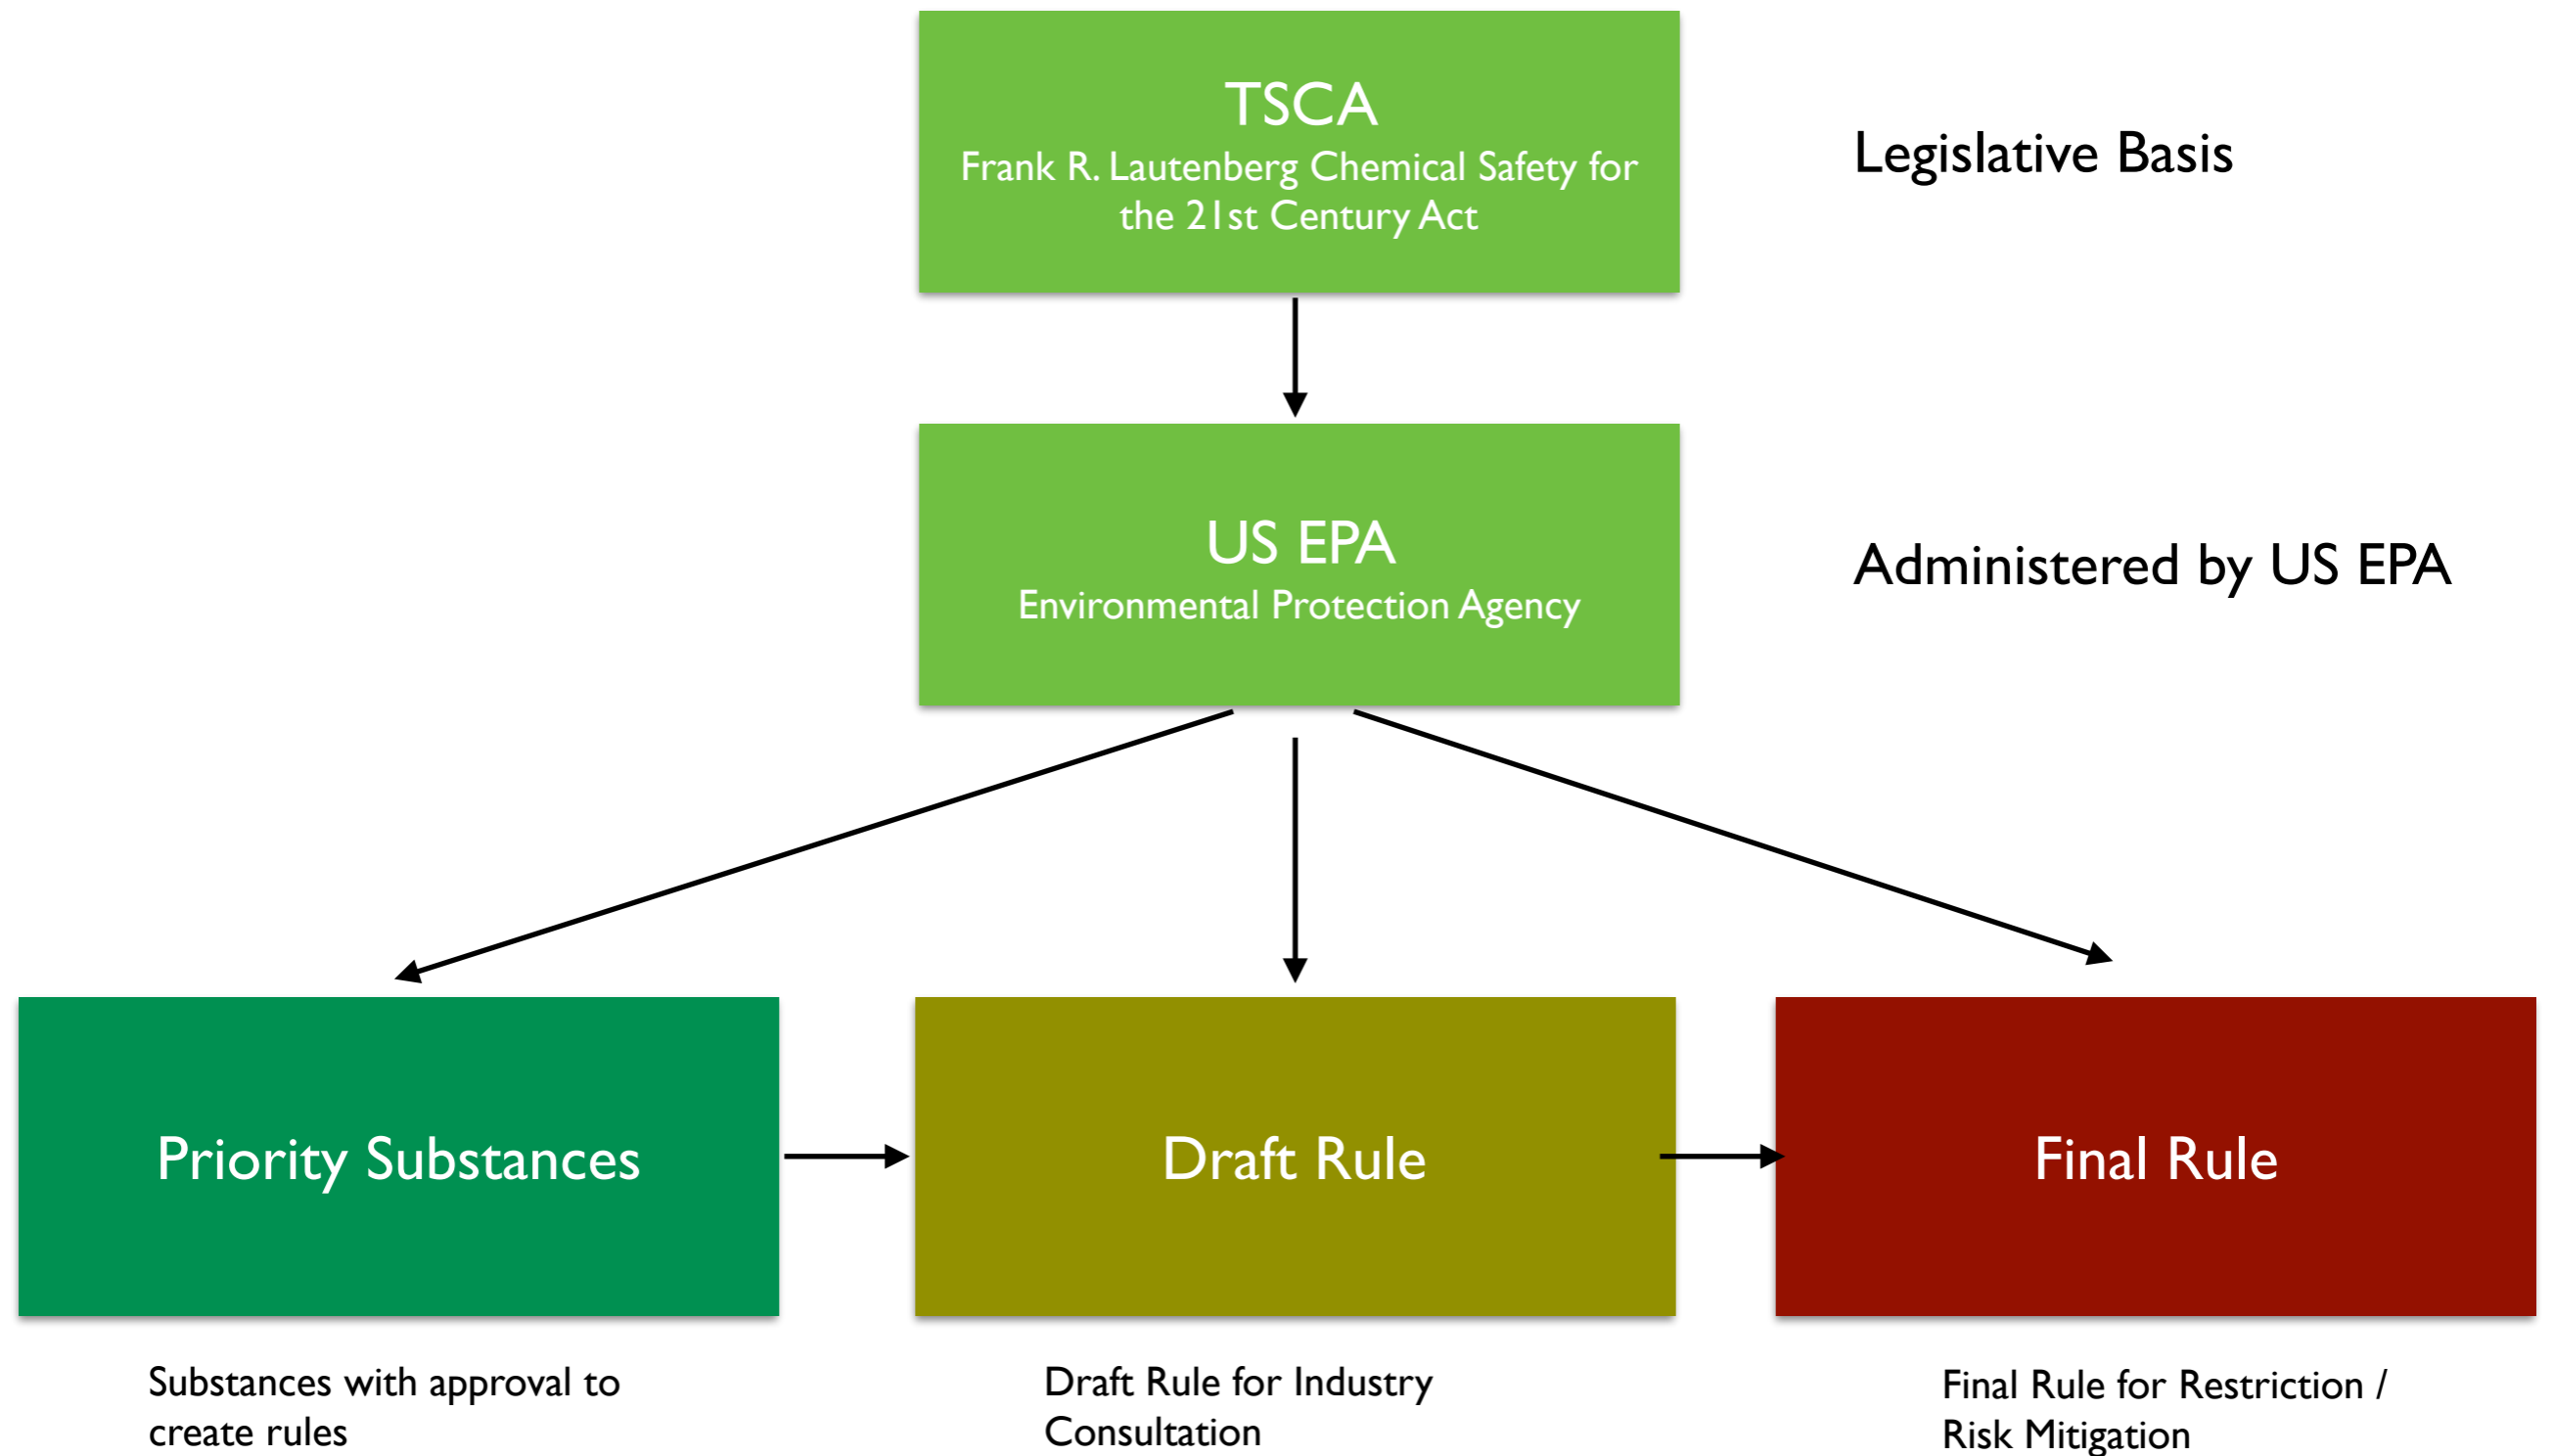 TSCA
Frank R. Lautenberg Chemical Safety for
the 21st Century Act
Legislative Basis
US EPA
Environmental Protection Agency
Administered by US EPA
Priority Substances
Draft Rule
Final Rule
Substances with approval to
create rules
Draft Rule for Industry
Consultation
Final Rule for Restriction /
Risk Mitigation